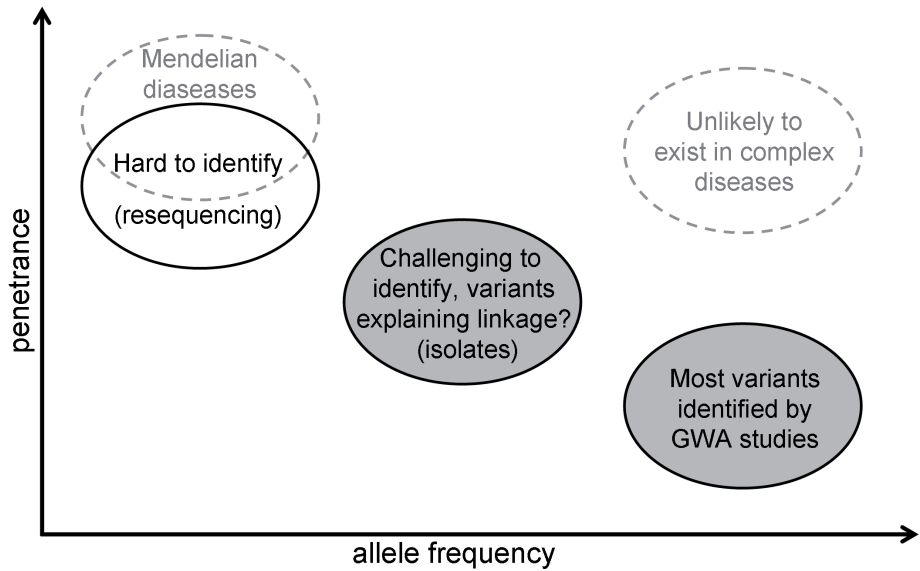 Mendelian
diaseases
Hard to identify
(resequencing)
Unlikely to
exist in complex
diseases
Challenging to
identify, variants
explaining linkage?
(isolates)
Most variants
identified by
GWA studies
penetrance
allele frequency